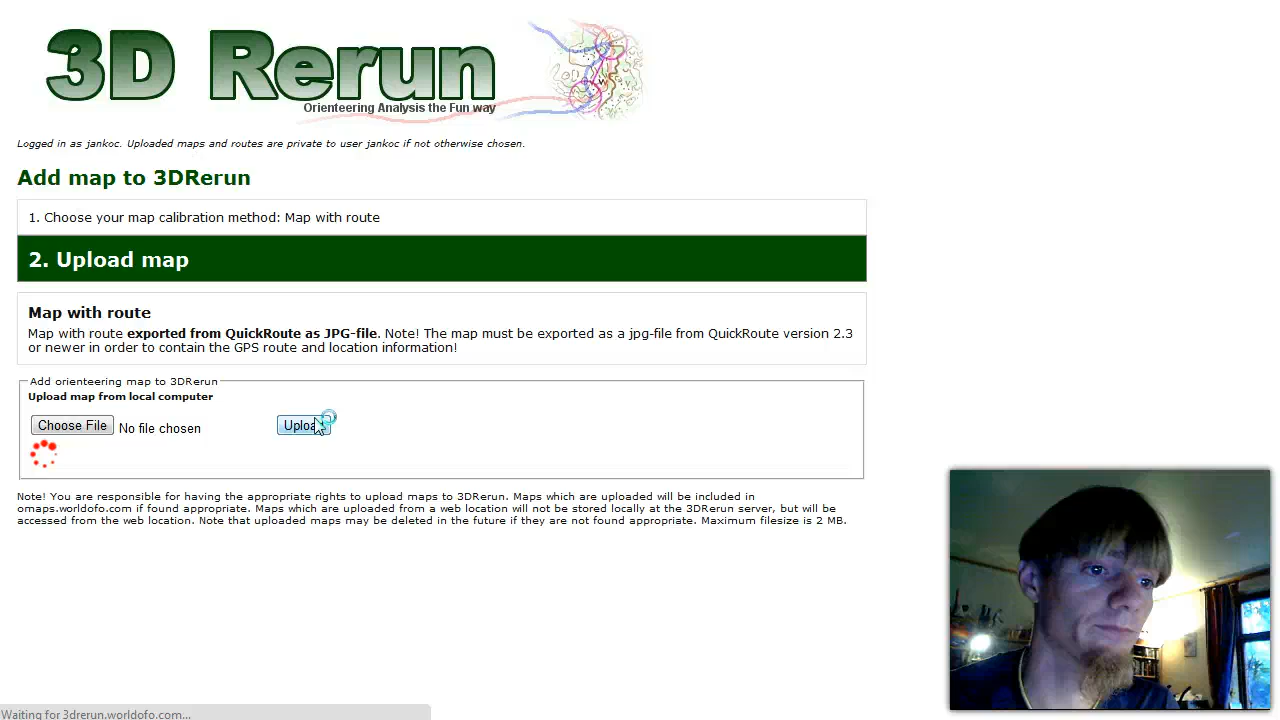 3D Rerun
Orienteering Analysis the Fun way
Logged in as jankoc. Uploaded maps and routes are private to user jankoc if not otherwise chosen.
Add map to 3DRerun
1. Choose your map calibration method: Map with route
2. Upload map
Map with route
Map with route exported from QuickRoute as JPG-file. Note! The map must be exported as a jpg-file from QuickRoute version 2.3
or newer in order to contain the GPS route and location information!
Add orienteering map to 3DRerun
Upload map from local computer
Choose File No file chosen Upload
Note! You are responsible for having the appropriate rights to upload maps to 3DRerun. Maps which are uploaded will be included in
omaps.worldofo.com if found appropriate. Maps which are uploaded from a web location will not be stored locally at the 3DRerun server, but will be
accessed from the web location. Note that uploaded maps may be deleted in the future if they are not found appropriate. Maximum filesize is 2 MB.
Waiting for 3drerun.worldofo.com...